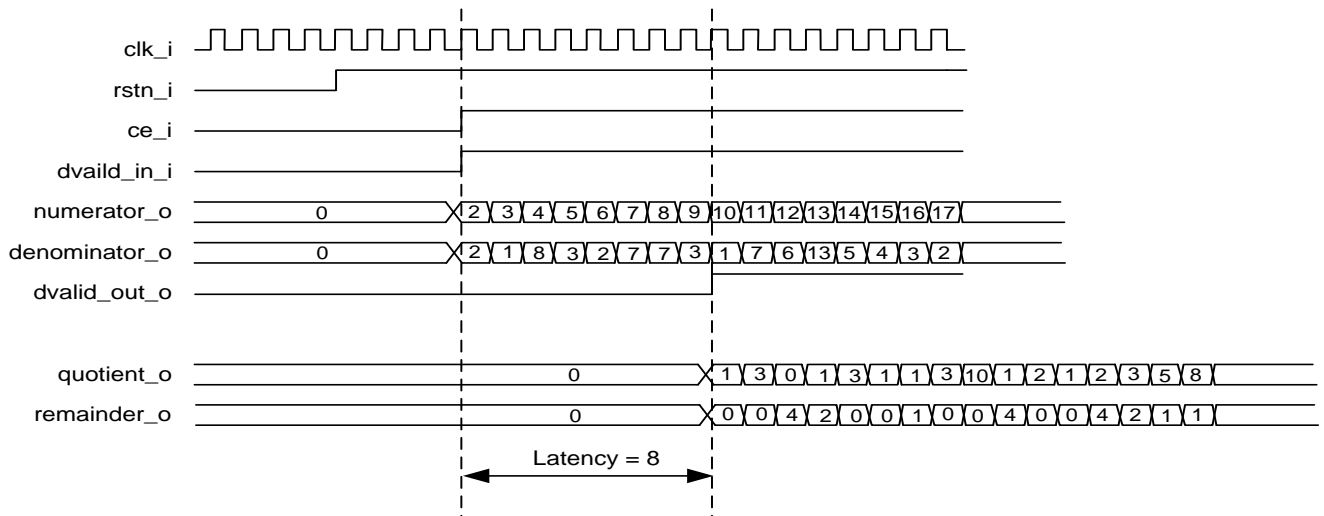 clk_i
rstn_i
ce_i
dvaild_in_i
numerator_o 0 2 3 4 5 6 7 8 9 10 11 12 13 14 15 16 17
denominator_o 0 2 1 8 3 2 7 7 3 1 7 6 13 5 4 3 2
dvalid_out_o
quotient_o 0 1 3 0 1 3 1 1 3 10 1 2 1 2 3 5 8
remainder_o 0 0 0 4 2 0 0 1 0 0 4 0 0 4 2 1 1
Latency = 8